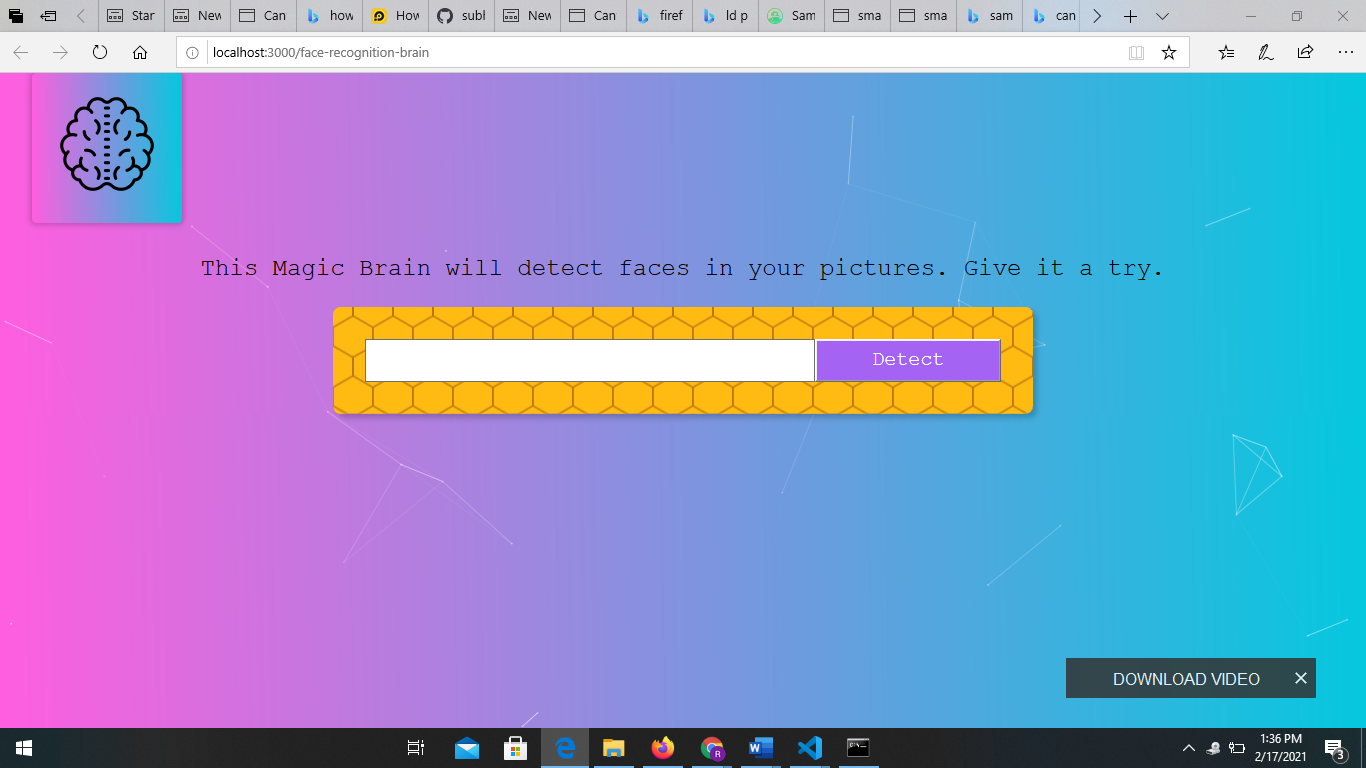 Star New Can how How subl New Can firef ld p Sam sma sma sam can
localhost:3000/face-recognition-brain
This Magic Brain will detect faces in your pictures. Give it a try.
Detect
DOWNLOAD VIDEO
1:36 PM
2/17/2021
3